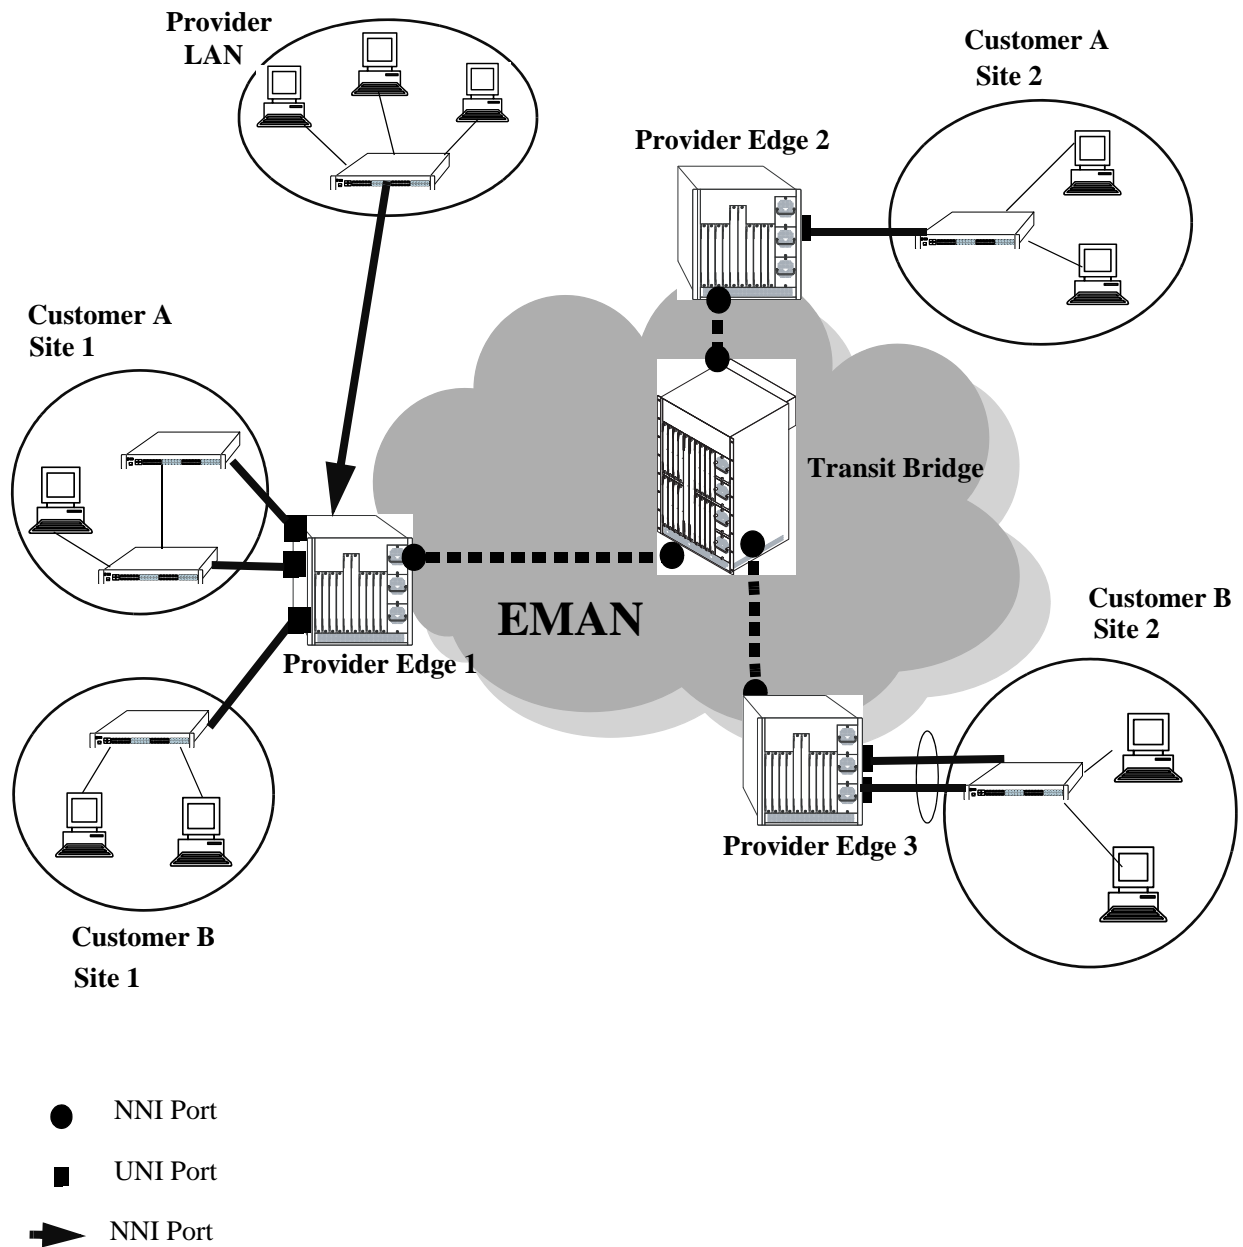 Provider
LAN
Customer A
Site 2
Provider Edge 2
Customer A
Site 1
Transit Bridge
EMAN
Customer B
Site 2
Provider Edge 1
Provider Edge 3
Customer B
Site 1
NNI Port
UNI Port
NNI Port